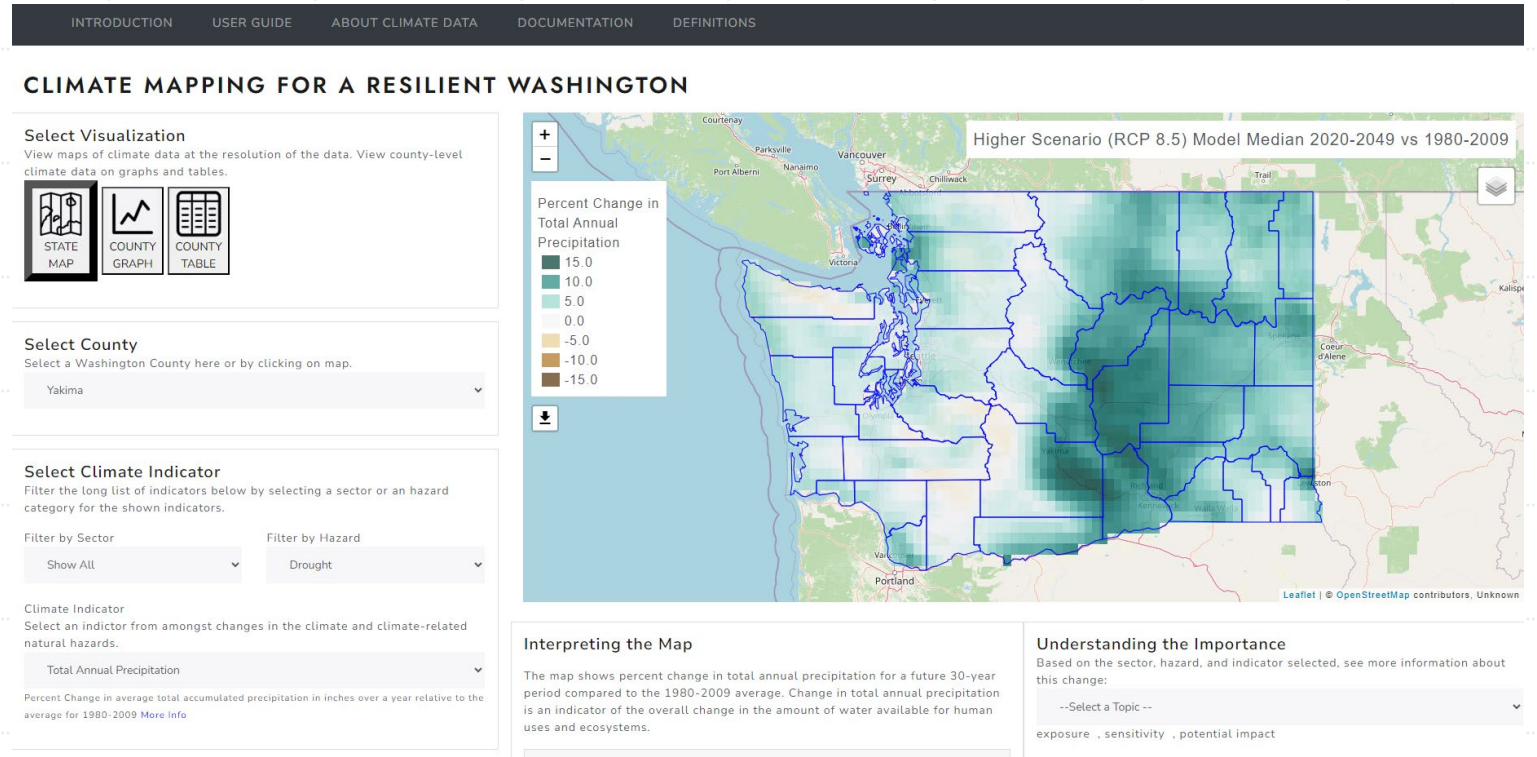 INTRODUCTION USER GUIDE ABOUT CLIMATE DATA DOCUMENTATION DEFINITIONS
CLIMATE MAPPING FOR A RESILIENT WASHINGTON
Select Visualization
View maps of climate data at the resolution of the data. View county-level
climate data on graphs and tables.
STATE
MAP
COUNTY
GRAPH
COUNTY
TABLE
Select County
Select a Washington County here or by clicking on map.
Yakima
Select Climate Indicator
Filter the long list of indicators below by selecting a sector or an hazard
category for the shown indicators.
Filter by Sector Filter by Hazard
Show All Drought
Climate Indicator
Select an indictor from amongst changes in the climate and climate-related
natural hazards.
Total Annual Precipitation
Percent Change in average total accumulated precipitation in inches over a year relative to the
average for 1980-2009 More Info
+
−
Higher Scenario (RCP 8.5) Model Median 2020-2049 vs 1980-2009
Percent Change in
Total Annual
Precipitation
15.0
10.0
5.0
0.0
-5.0
-10.0
-15.0
Courtenay
Parksville
Port Alberni
Nanaimo
Vancouver
Surrey
Chilliwack
Trail
Victoria
Coeur
d'Alene
Yakima
Kennewick
Walla Walla
Portland
Leaflet | © OpenStreetMap contributors, Unknown
Interpreting the Map
The map shows percent change in total annual precipitation for a future 30-year
period compared to the 1980-2009 average. Change in total annual precipitation
is an indicator of the overall change in the amount of water available for human
uses and ecosystems.
Understanding the Importance
Based on the sector, hazard, and indicator selected, see more information about
this change:
--Select a Topic --
exposure , sensitivity , potential impact